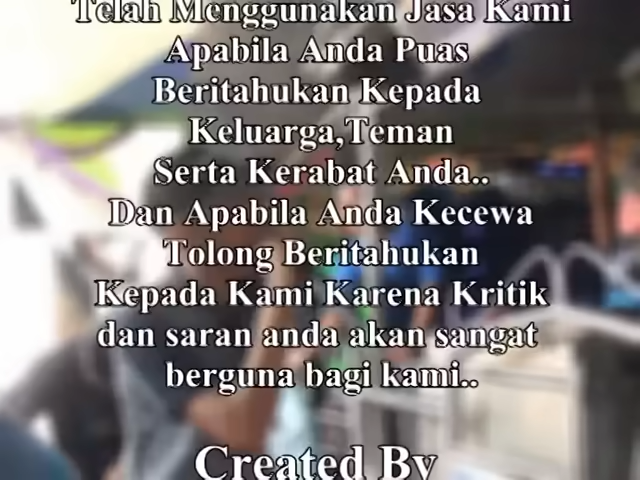 Telah Menggunakan Jasa Kami
Apabila Anda Puas
Beritahukan Kepada
Keluarga,Teman
Serta Kerabat Anda..
Dan Apabila Anda Kecewa
Tolong Beritahukan
Kepada Kami Karena Kritik
dan saran anda akan sangat
berguna bagi kami..
Created By